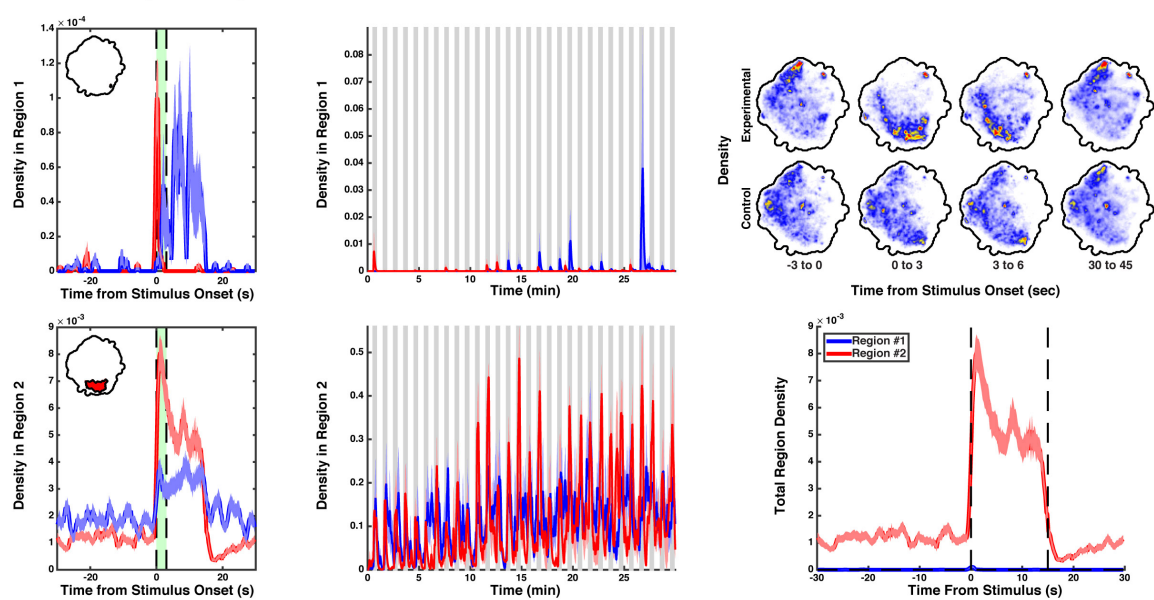 × 10⁻⁴
Density in Region 1
1.4
1.2
1
0.8
0.6
0.4
0.2
0
-20 0 20
Time from Stimulus Onset (s)
Density in Region 1
0.08
0.07
0.06
0.05
0.04
0.03
0.02
0.01
0
0 5 10 15 20 25
Time (min)
Density
Experimental
Control
-3 to 0 0 to 3 3 to 6 30 to 45
Time from Stimulus Onset (sec)
× 10⁻³
Density in Region 2
9
8
7
6
5
4
3
2
1
0
-20 0 20
Time from Stimulus Onset (s)
Density in Region 2
0.5
0.4
0.3
0.2
0.1
0
0 5 10 15 20 25
Time (min)
× 10⁻³
Total Region Density
9
8
7
6
5
4
3
2
1
0
Region #1
Region #2
-30 -20 -10 0 10 20 30
Time From Stimulus (s)